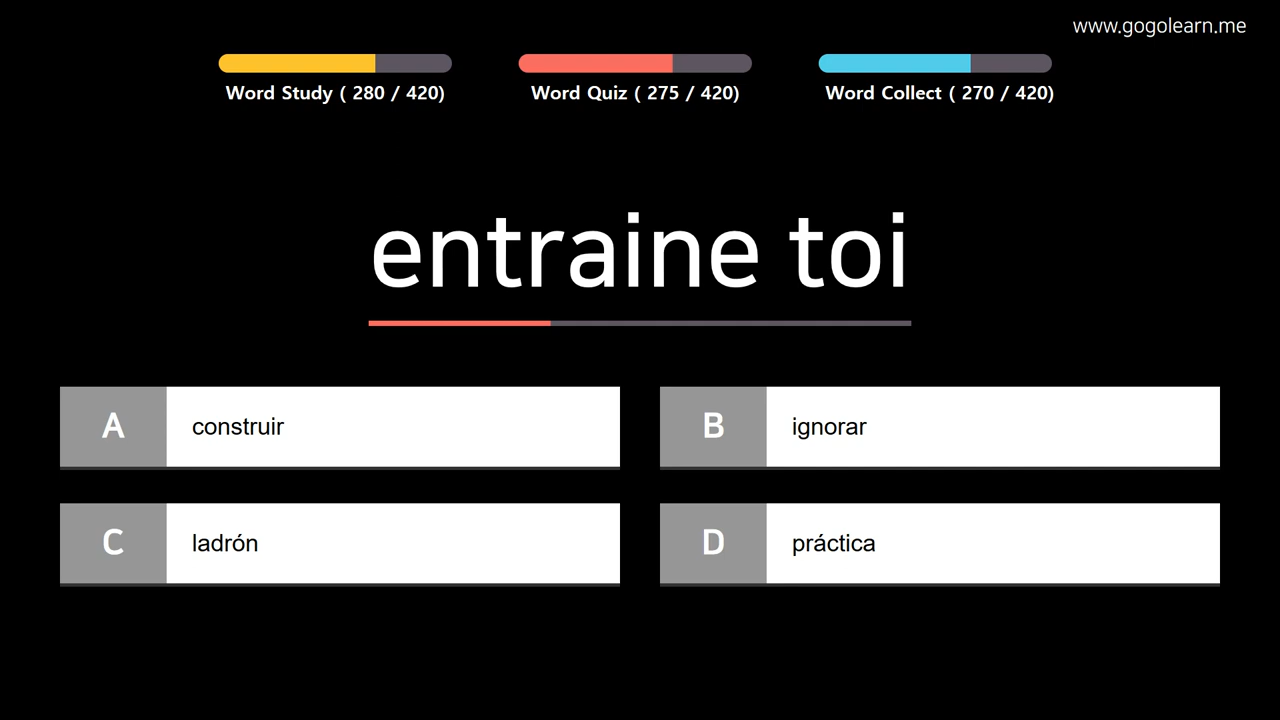 www.gogolearn.me
Word Study ( 280 / 420)
Word Quiz ( 275 / 420)
Word Collect ( 270 / 420)
entraine toi
A construir
B ignorar
C ladrón
D práctica